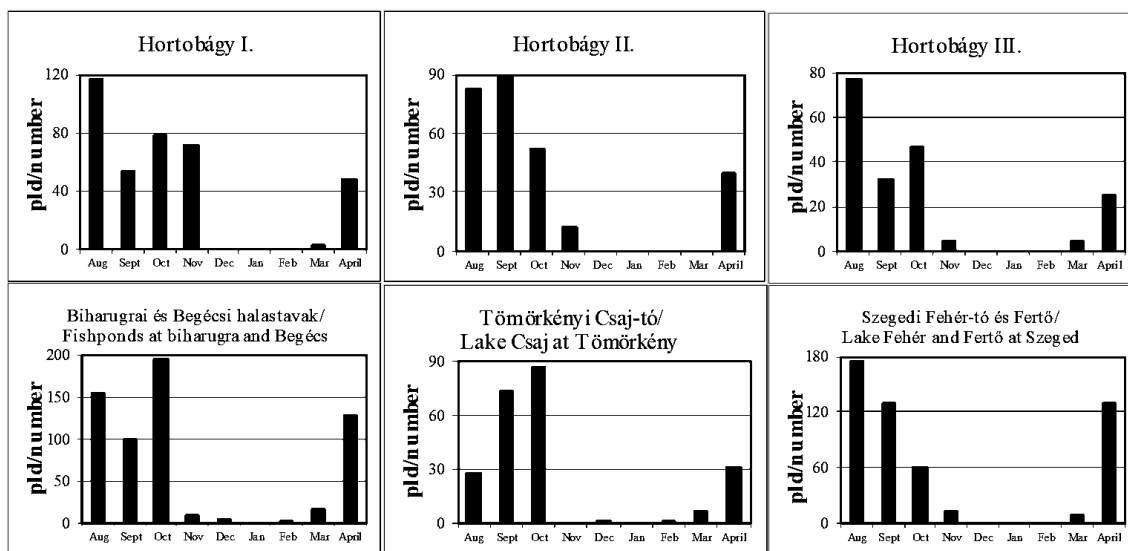 Hortobágy I.
pld/number
120
80
40
0
Aug Sept Oct Nov Dec Jan Feb Mar April
Hortobágy II.
pld/number
90
60
30
0
Aug Sept Oct Nov Dec Jan Feb Mar April
Hortobágy III.
pld/number
80
60
40
20
0
Aug Sept Oct Nov Dec Jan Feb Mar April
Biharugrai és Begécsi halastavak/
Fishponds at biharugra and Begécs
pld/number
200
150
100
50
0
Aug Sept Oct Nov Dec Jan Feb Mar April
Tömörkényi Csaj-tó/
Lake Csaj at Tömörkény
pld/number
90
60
30
0
Aug Sept Oct Nov Dec Jan Feb Mar April
Szegedi Fehér-tó és Fertő/
Lake Fehér and Fertő at Szeged
pld/number
180
120
60
0
Aug Sept Oct Nov Dec Jan Feb Mar April